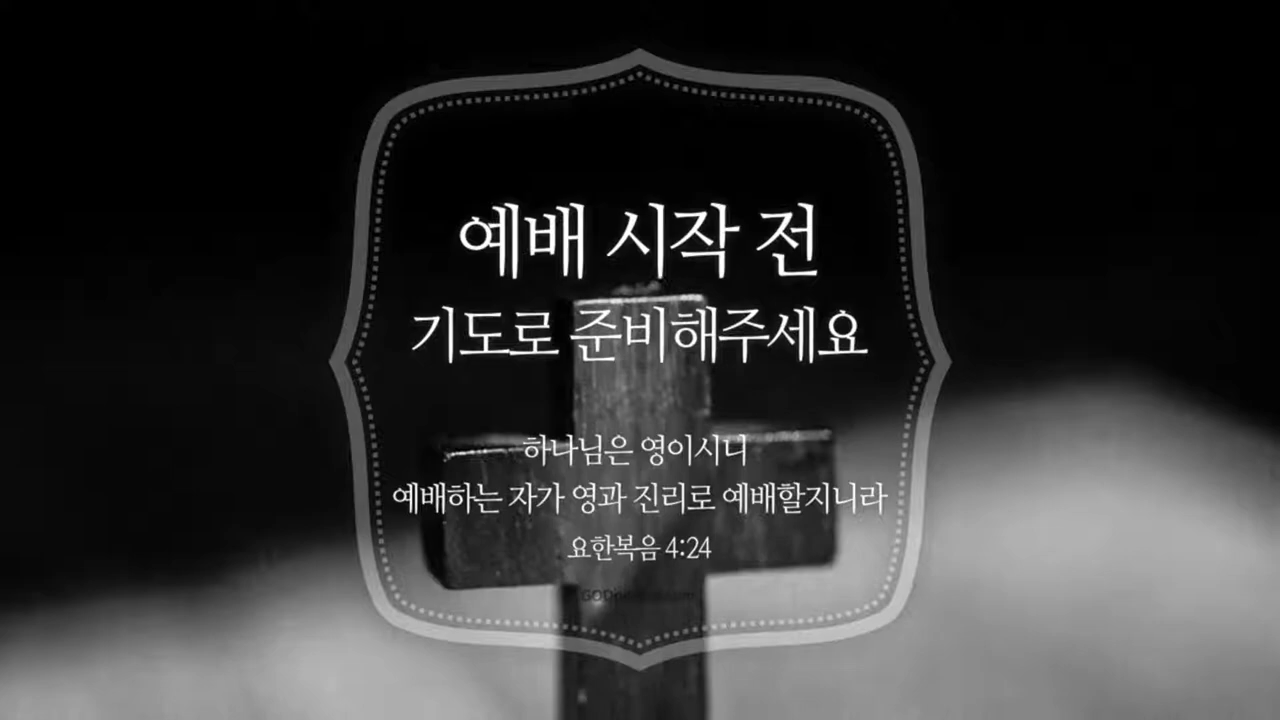 예배 시작 전
기도로 준비해주세요
하나님은 영이시니
예배하는 자가 영과 진리로 예배할지니라
요한복음 4:24